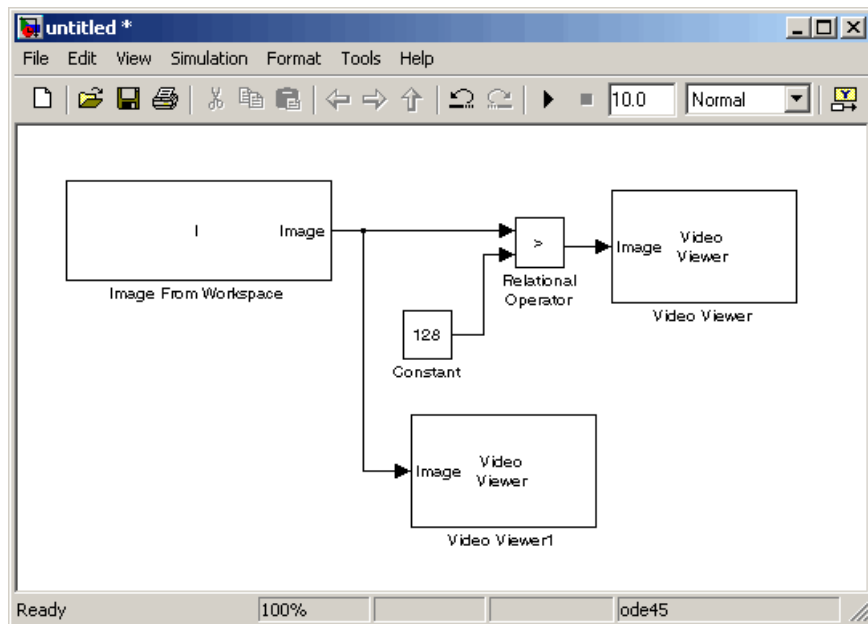 untitled *
File Edit View Simulation Format Tools Help
10.0 Normal
I Image
Image From Workspace
>
Relational
Operator
Image Video
Viewer
Video Viewer
128
Constant
Image Video
Viewer
Video Viewer1
Ready 100% ode45